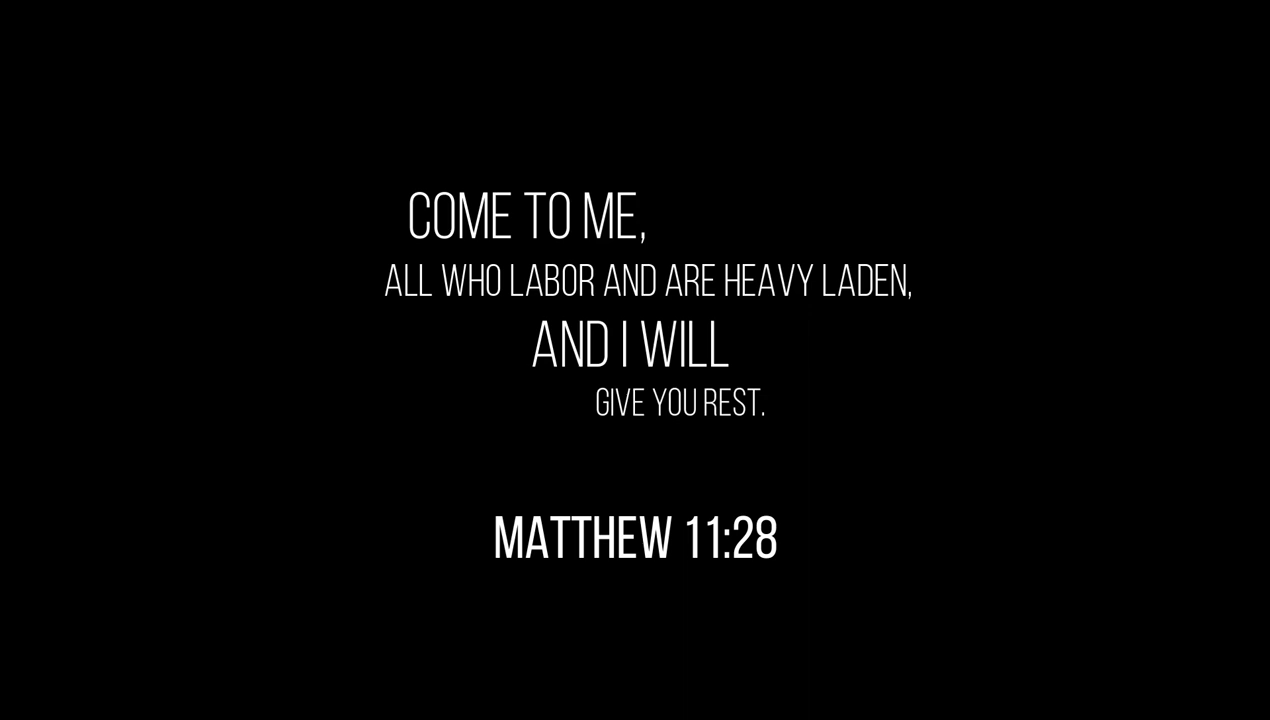 COME TO ME,
ALL WHO LABOR AND ARE HEAVY LADEN,
AND I WILL
GIVE YOU REST.
MATTHEW 11:28